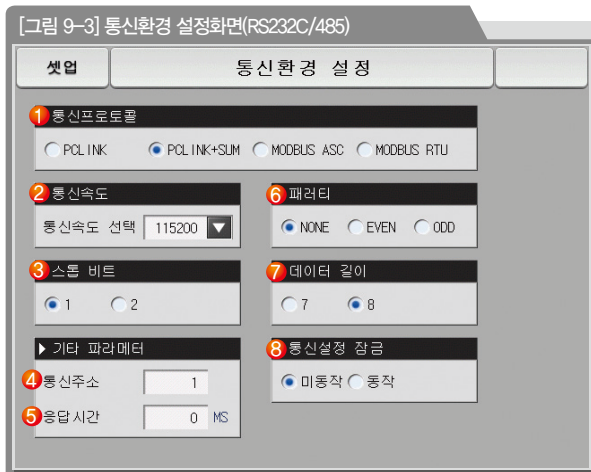 [그림 9-3] 통신환경 설정화면(RS232C/485)
셋업 통신환경 설정
1 통신프로토콜
PCLINK PCLINK+SUM MODBUS ASC MODBUS RTU
2 통신속도
통신속도 선택 115200
6 패러티
NONE EVEN ODD
3 스톱 비트
1 2
7 데이터 길이
7 8
▶ 기타 파라메터
4 통신주소 1
5 응답시간 0 MS
8 통신설정 잠금
미동작 동작